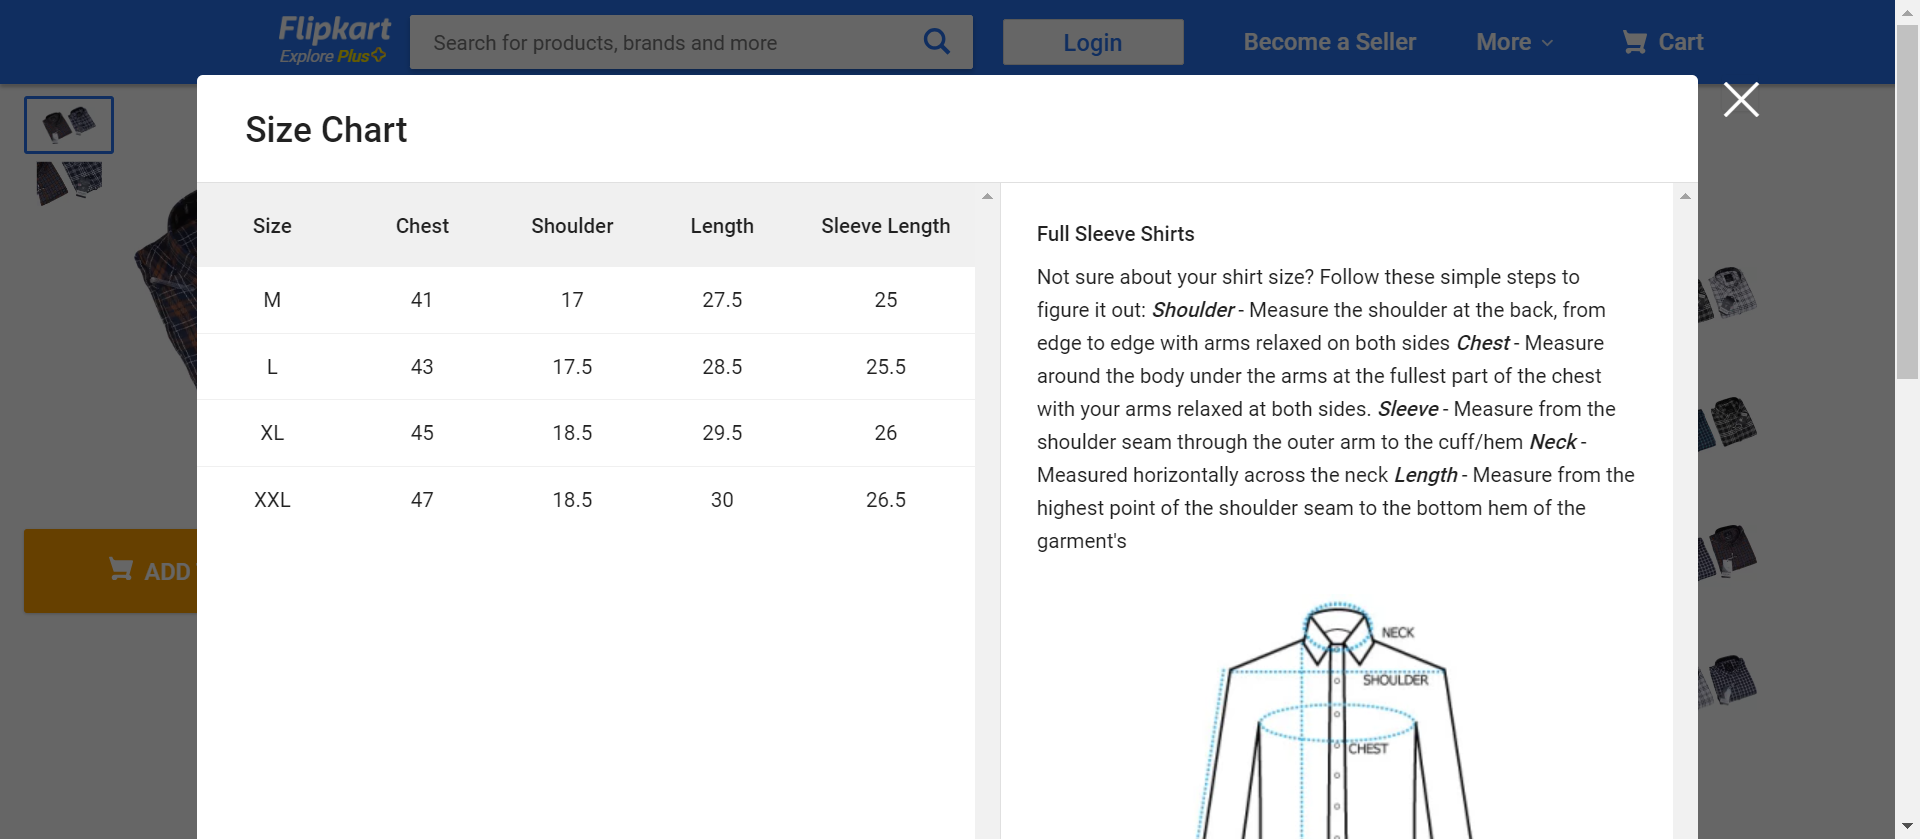 Flipkart
Explore Plus
Search for products, brands and more
Login
Become a Seller
More
Cart
Size Chart
Size Chest Shoulder Length Sleeve Length
M 41 17 27.5 25
L 43 17.5 28.5 25.5
XL 45 18.5 29.5 26
XXL 47 18.5 30 26.5
ADD
Full Sleeve Shirts
Not sure about your shirt size? Follow these simple steps to
figure it out: Shoulder - Measure the shoulder at the back, from
edge to edge with arms relaxed on both sides Chest - Measure
around the body under the arms at the fullest part of the chest
with your arms relaxed at both sides. Sleeve - Measure from the
shoulder seam through the outer arm to the cuff/hem Neck -
Measured horizontally across the neck Length - Measure from the
highest point of the shoulder seam to the bottom hem of the
garment's
NECK
SHOULDER
CHEST